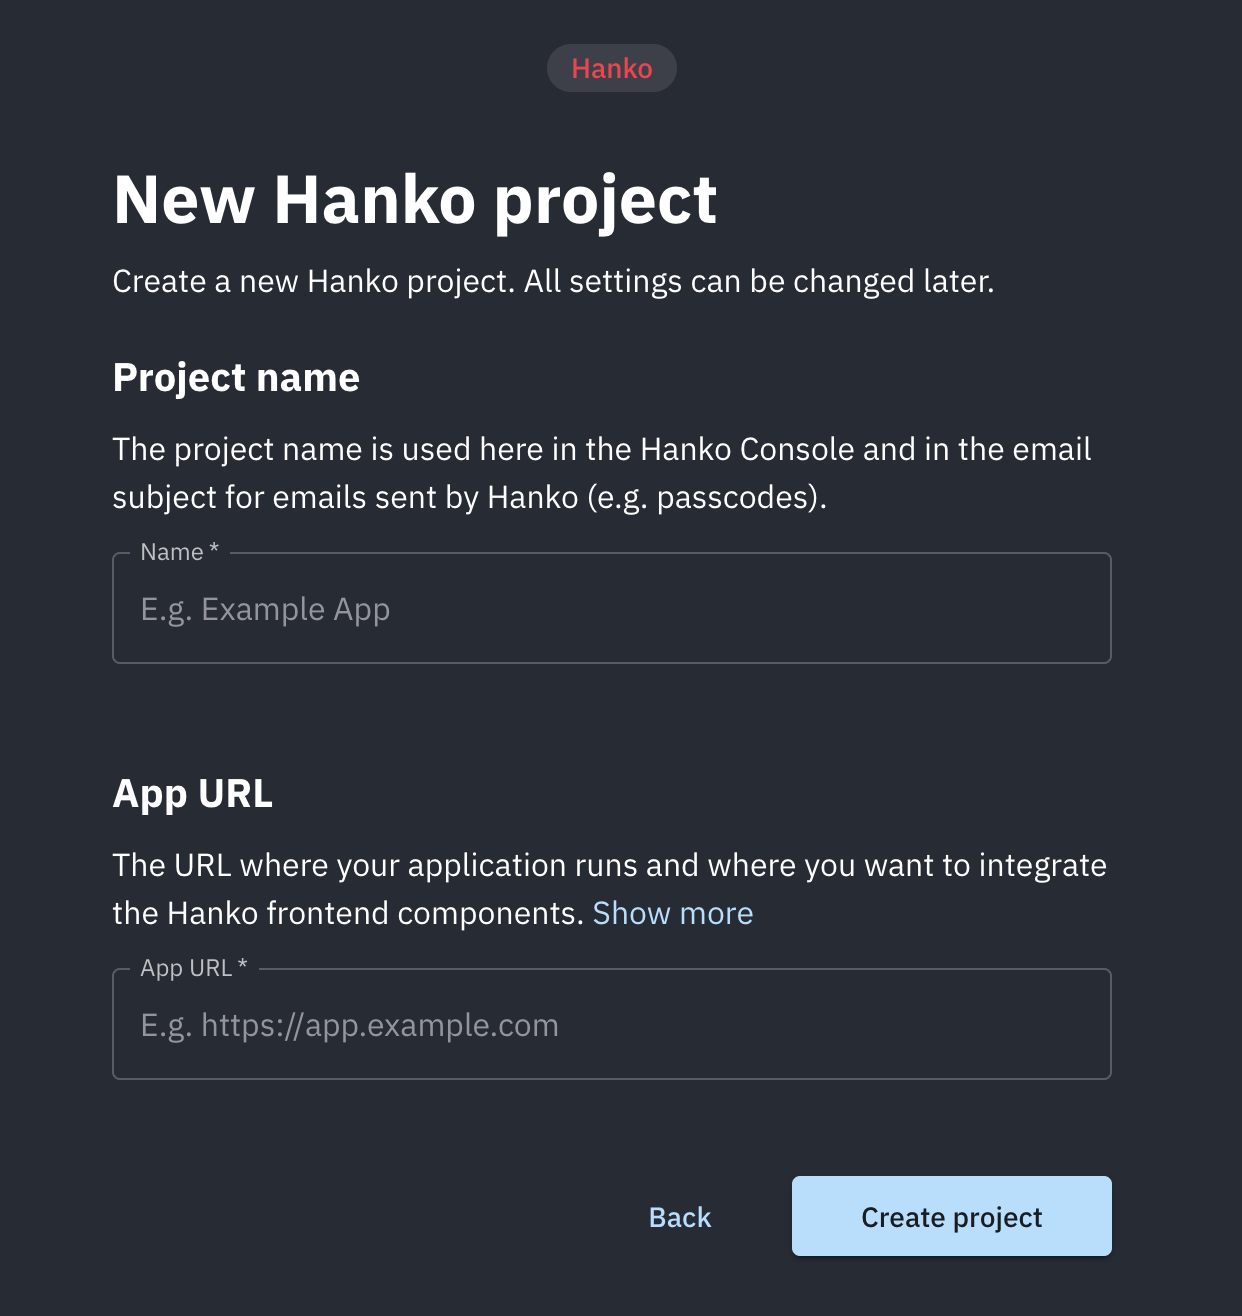 Hanko
New Hanko project
Create a new Hanko project. All settings can be changed later.
Project name
The project name is used here in the Hanko Console and in the email
subject for emails sent by Hanko (e.g. passcodes).
Name *
E.g. Example App
App URL
The URL where your application runs and where you want to integrate
the Hanko frontend components. Show more
App URL *
E.g. https://app.example.com
Back
Create project